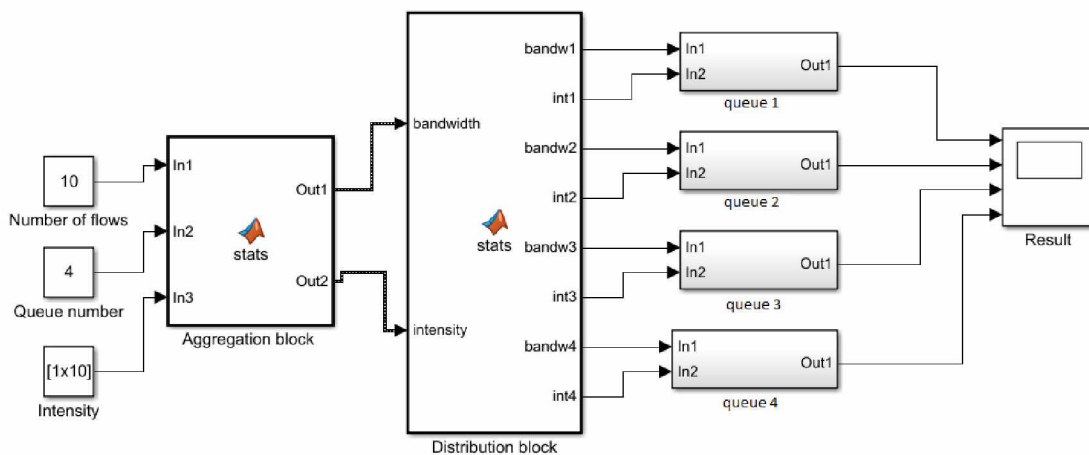 10
Number of flows
4
Queue number
[1x10]
Intensity
In1
In2
In3
Out1
Out2
stats
Aggregation block
bandwidth
intensity
stats
bandw1
int1
bandw2
int2
bandw3
int3
bandw4
int4
Distribution block
In1
In2
Out1
queue 1
In1
In2
Out1
queue 2
In1
In2
Out1
queue 3
In1
In2
Out1
queue 4
Result